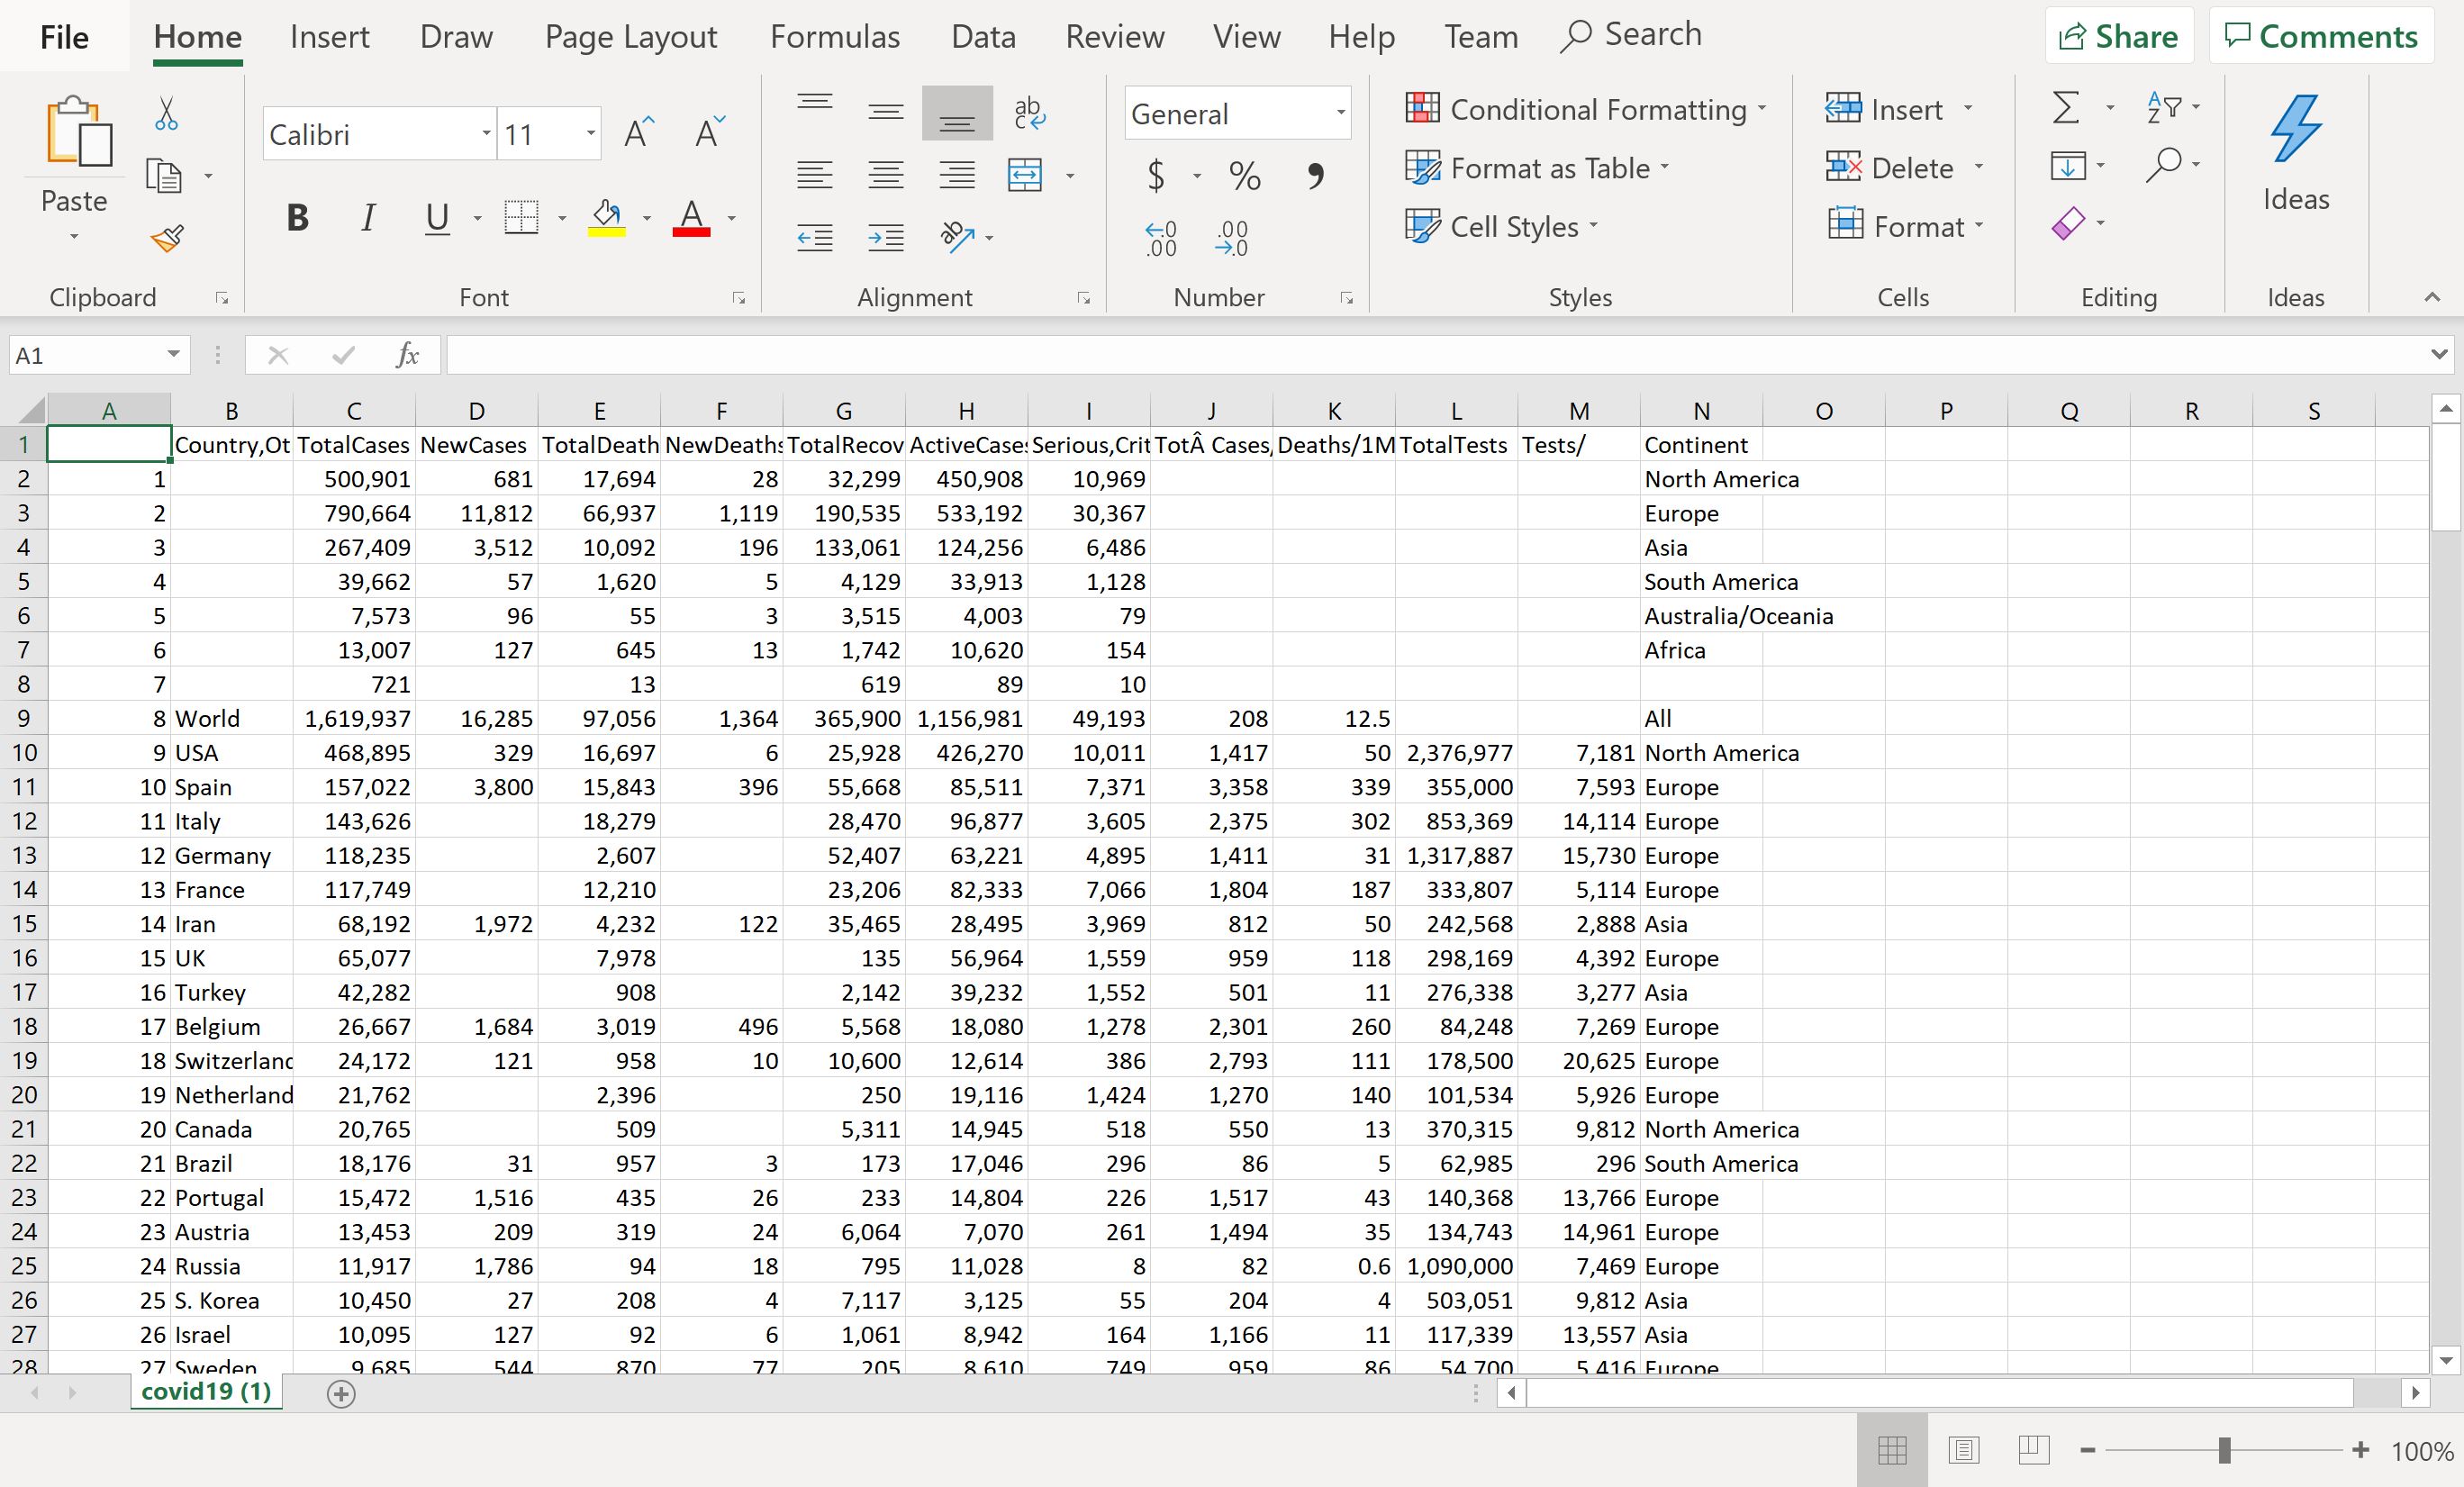 File Home Insert Draw Page Layout Formulas Data Review View Help Team Search Share Comments
Calibri 11 General Conditional Formatting Insert
Paste $ % Format as Table Delete
B I U A Cell Styles Format Ideas
Clipboard Font Alignment Number Styles Cells Editing Ideas
A1 fx
A B C D E F G H I J K L M N O P Q R S
1 Country,Ot TotalCases NewCases TotalDeath NewDeaths TotalRecov ActiveCases Serious,Crit TotÂ Cases/ Deaths/1M TotalTests Tests/ Continent
2 1 500,901 681 17,694 28 32,299 450,908 10,969 North America
3 2 790,664 11,812 66,937 1,119 190,535 533,192 30,367 Europe
4 3 267,409 3,512 10,092 196 133,061 124,256 6,486 Asia
5 4 39,662 57 1,620 5 4,129 33,913 1,128 South America
6 5 7,573 96 55 3 3,515 4,003 79 Australia/Oceania
7 6 13,007 127 645 13 1,742 10,620 154 Africa
8 7 721 13 619 89 10
9 8 World 1,619,937 16,285 97,056 1,364 365,900 1,156,981 49,193 208 12.5 All
10 9 USA 468,895 329 16,697 6 25,928 426,270 10,011 1,417 50 2,376,977 7,181 North America
11 10 Spain 157,022 3,800 15,843 396 55,668 85,511 7,371 3,358 339 355,000 7,593 Europe
12 11 Italy 143,626 18,279 28,470 96,877 3,605 2,375 302 853,369 14,114 Europe
13 12 Germany 118,235 2,607 52,407 63,221 4,895 1,411 31 1,317,887 15,730 Europe
14 13 France 117,749 12,210 23,206 82,333 7,066 1,804 187 333,807 5,114 Europe
15 14 Iran 68,192 1,972 4,232 122 35,465 28,495 3,969 812 50 242,568 2,888 Asia
16 15 UK 65,077 7,978 135 56,964 1,559 959 118 298,169 4,392 Europe
17 16 Turkey 42,282 908 2,142 39,232 1,552 501 11 276,338 3,277 Asia
18 17 Belgium 26,667 1,684 3,019 496 5,568 18,080 1,278 2,301 260 84,248 7,269 Europe
19 18 Switzerland 24,172 121 958 10 10,600 12,614 386 2,793 111 178,500 20,625 Europe
20 19 Netherland 21,762 2,396 250 19,116 1,424 1,270 140 101,534 5,926 Europe
21 20 Canada 20,765 509 5,311 14,945 518 550 13 370,315 9,812 North America
22 21 Brazil 18,176 31 957 3 173 17,046 296 86 5 62,985 296 South America
23 22 Portugal 15,472 1,516 435 26 233 14,804 226 1,517 43 140,368 13,766 Europe
24 23 Austria 13,453 209 319 24 6,064 7,070 261 1,494 35 134,743 14,961 Europe
25 24 Russia 11,917 1,786 94 18 795 11,028 8 82 0.6 1,090,000 7,469 Europe
26 25 S. Korea 10,450 27 208 4 7,117 3,125 55 204 4 503,051 9,812 Asia
27 26 Israel 10,095 127 92 6 1,061 8,942 164 1,166 11 117,339 13,557 Asia
28 27 Sweden 9,685 544 870 77 205 8,610 749 959 86 54,700 5,416 Europe
covid19 (1)
100%